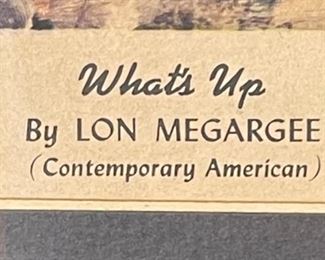 What's Up
By LON MEGARGEE
(Contemporary American)